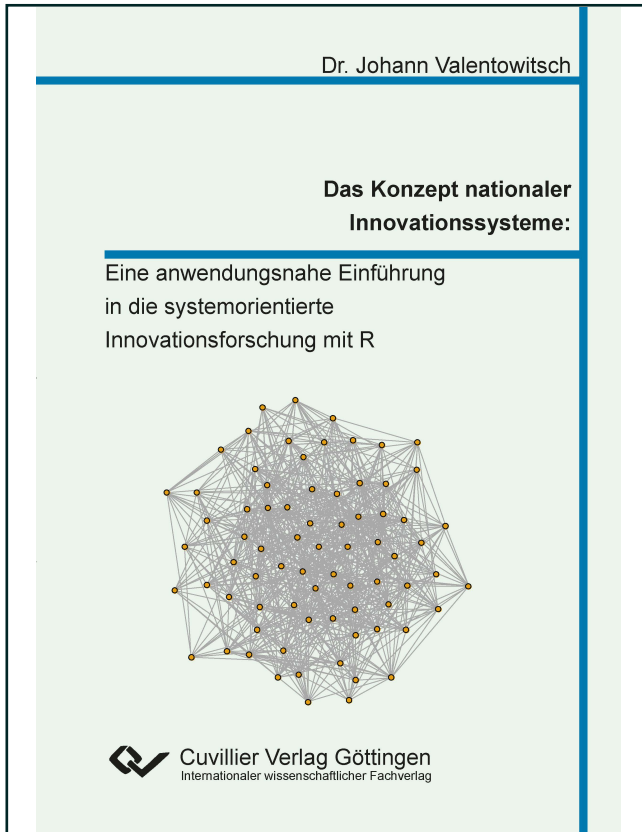 Dr. Johann Valentowitsch
Das Konzept nationaler
Innovationssysteme:
Eine anwendungsnahe Einführung
in die systemorientierte
Innovationsforschung mit R
Cuvillier Verlag Göttingen
Internationaler wissenschaftlicher Fachverlag